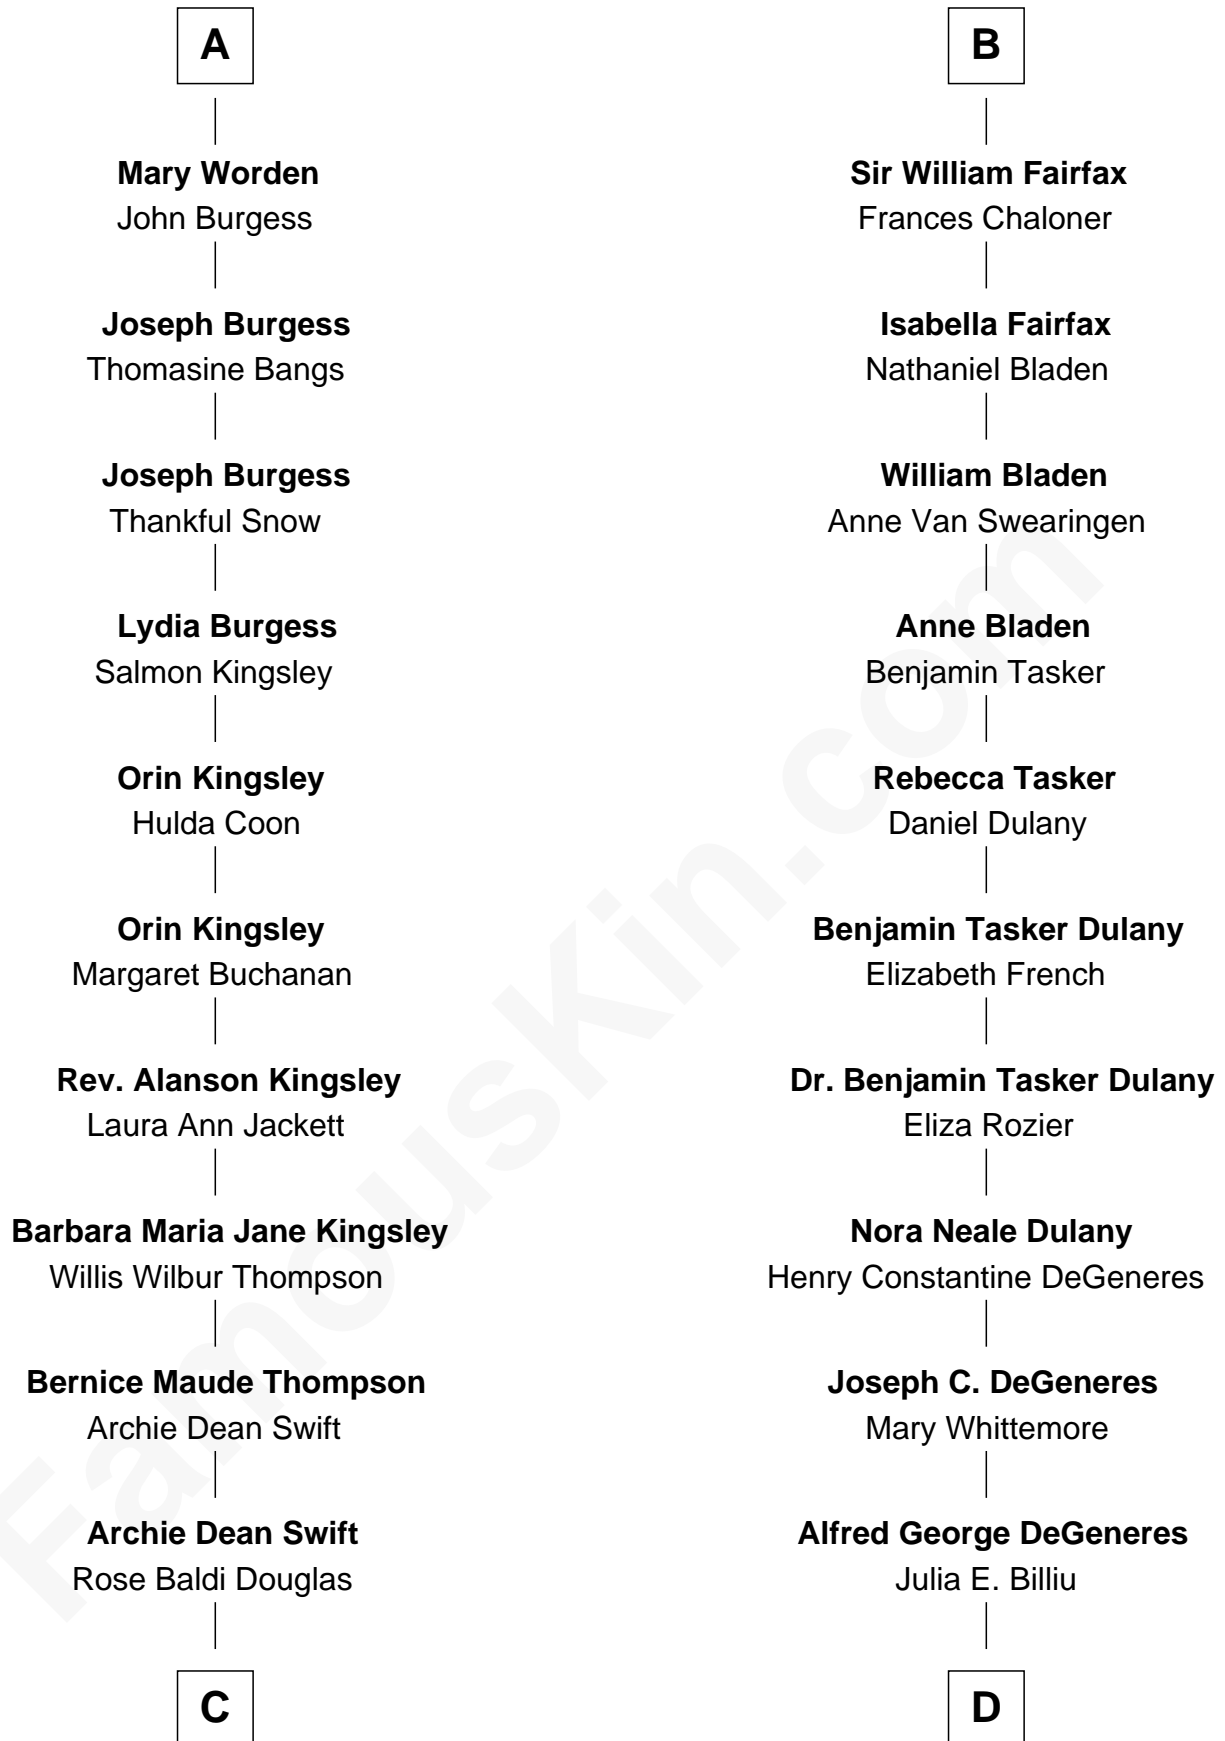 A
Mary Worden
John Burgess
Joseph Burgess
Thomasine Bangs
Joseph Burgess
Thankful Snow
Lydia Burgess
Salmon Kingsley
Orin Kingsley
Hulda Coon
Orin Kingsley
Margaret Buchanan
Rev. Alanson Kingsley
Laura Ann Jackett
Barbara Maria Jane Kingsley
Willis Wilbur Thompson
Bernice Maude Thompson
Archie Dean Swift
Archie Dean Swift
Rose Baldi Douglas
C
B
Sir William Fairfax
Frances Chaloner
Isabella Fairfax
Nathaniel Bladen
William Bladen
Anne Van Swearingen
Anne Bladen
Benjamin Tasker
Rebecca Tasker
Daniel Dulany
Benjamin Tasker Dulany
Elizabeth French
Dr. Benjamin Tasker Dulany
Eliza Rozier
Nora Neale Dulany
Henry Constantine DeGeneres
Joseph C. DeGeneres
Mary Whittemore
Alfred George DeGeneres
Julia E. Billiu
D
FamousKin.com